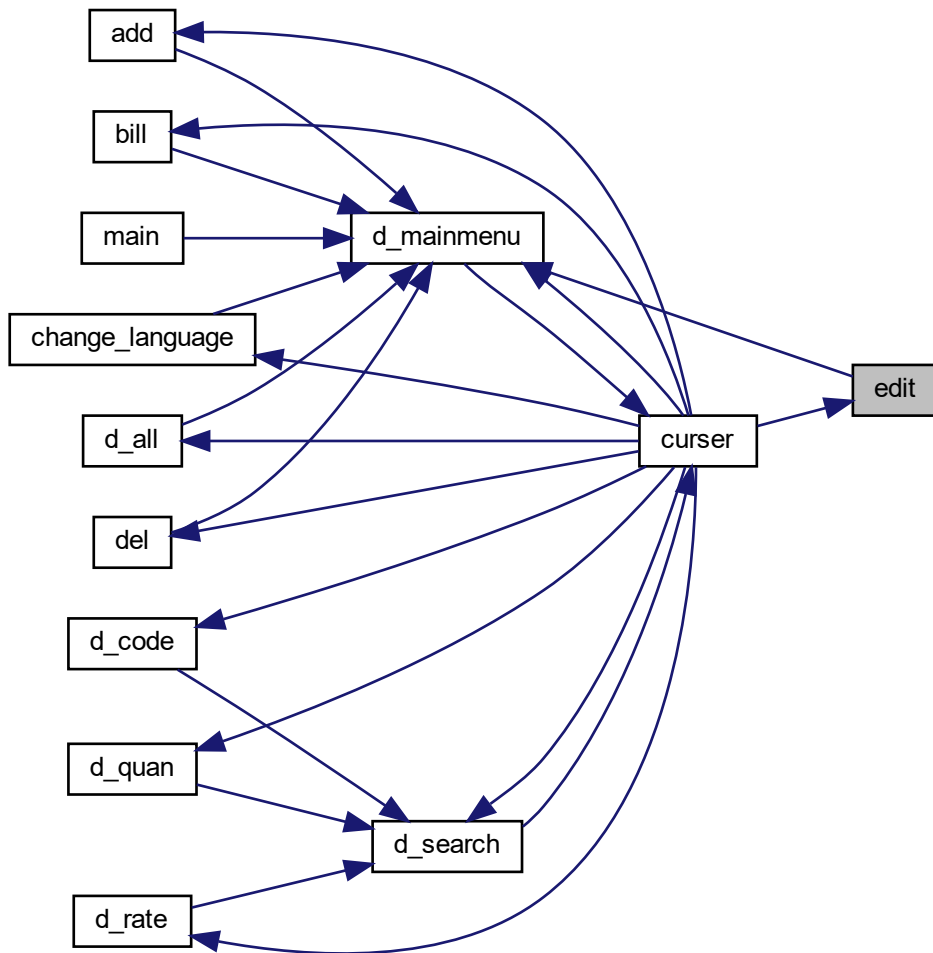 add
bill
main
d_mainmenu
change_language
edit
d_all
curser
del
d_code
d_quan
d_search
d_rate